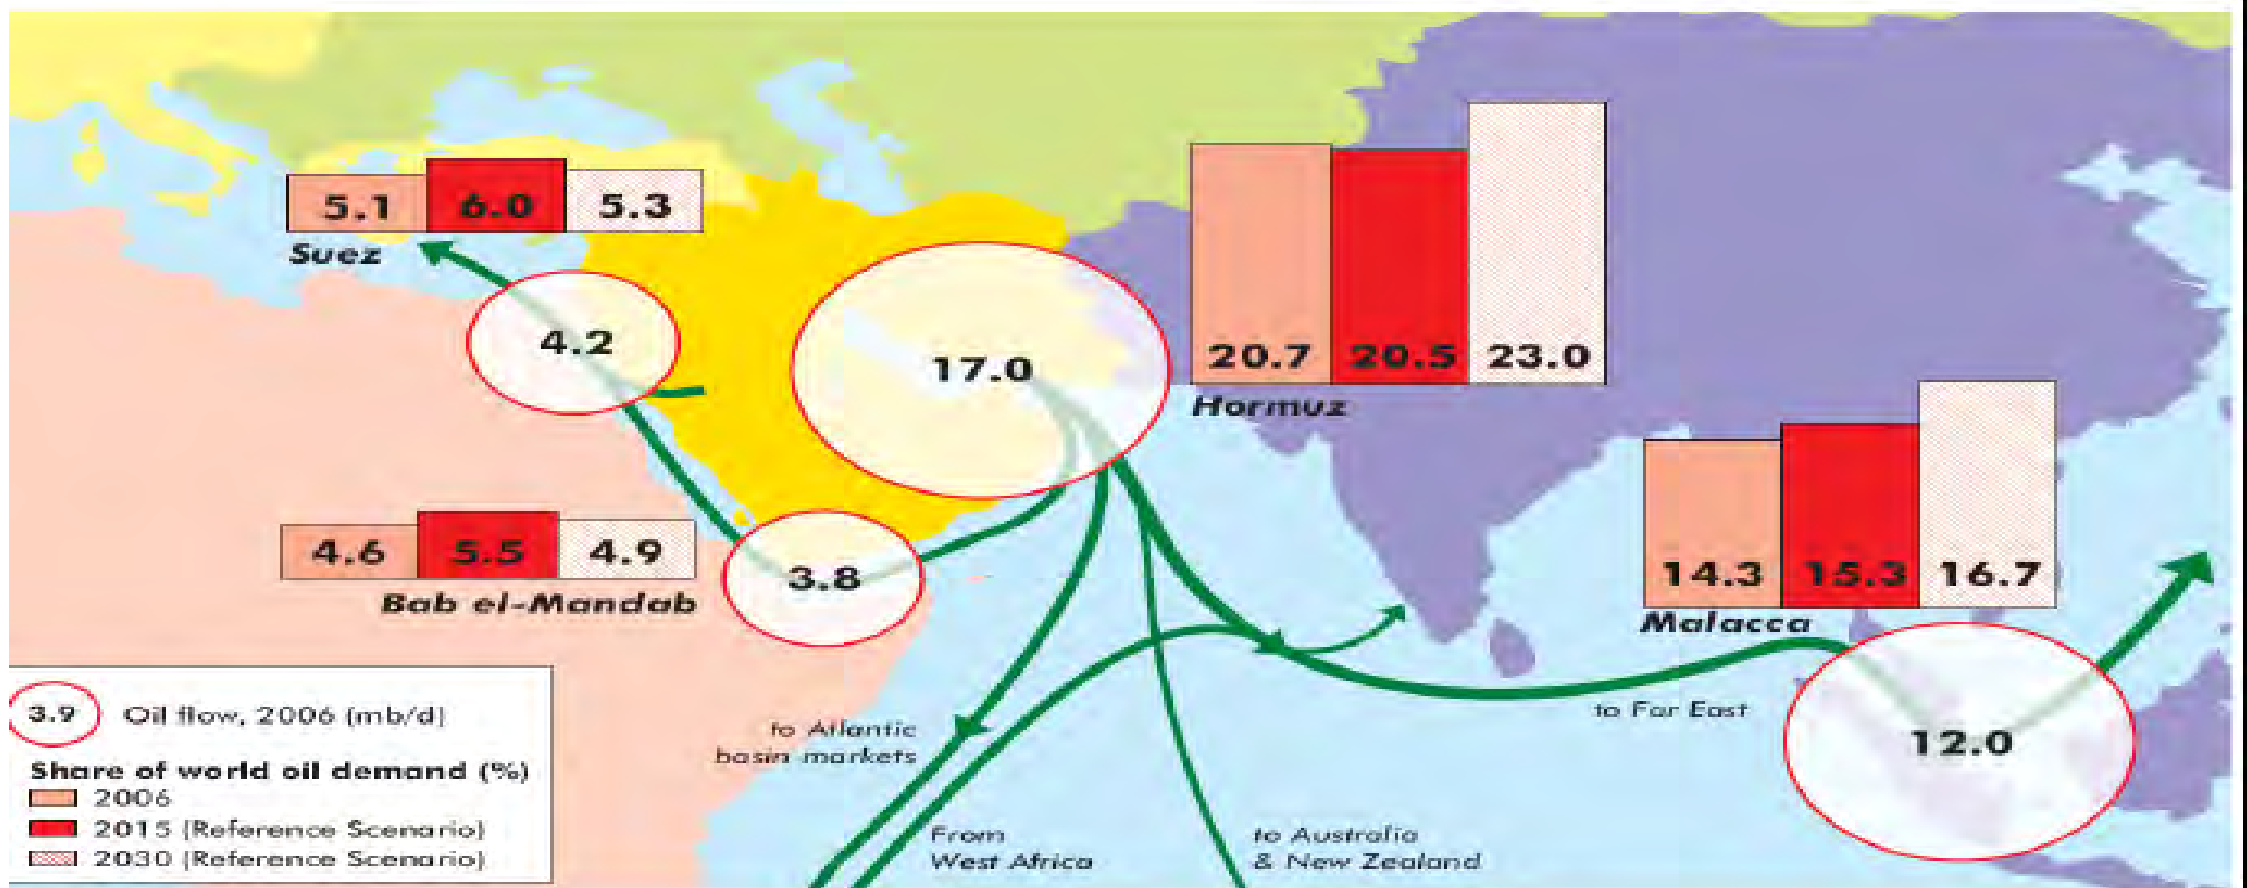 5.1 6.0 5.3
Suez
4.2
17.0
20.7 20.5 23.0
Hormuz
4.6 5.5 4.9
Bab el-Mandab
3.8
14.3 15.3 16.7
Malacca
12.0
to Atlantic
basin markets
to Far East
From
West Africa
to Australia
& New Zealand
3.9 Oil flow, 2006 (mb/d)
Share of world oil demand (%)
2006
2015 (Reference Scenario)
2030 (Reference Scenario)